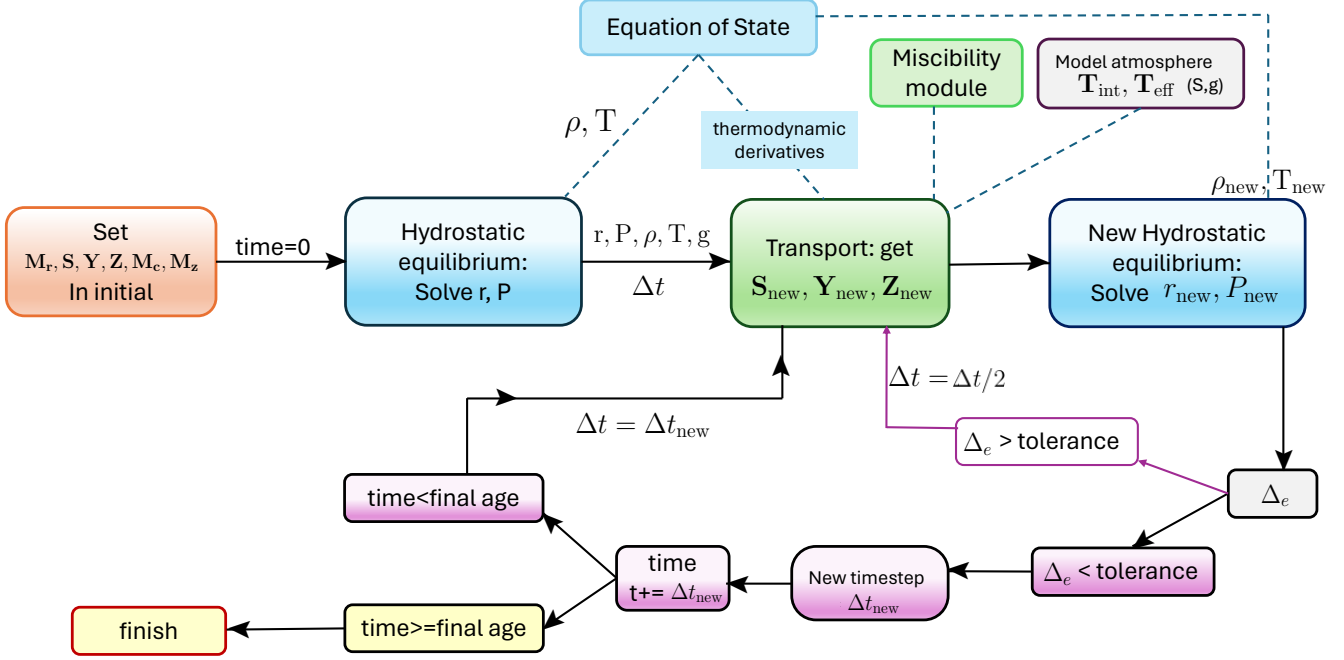 Equation of State
Miscibility
module
Model atmosphere
T_int, T_eff (S,g)
ρ, T
thermodynamic
derivatives
ρ_new, T_new
Set
M_r, S, Y, Z, M_c, M_z
In initial
time=0
Hydrostatic
equilibrium:
Solve r, P
r, P, ρ, T, g
Δt
Transport: get
S_new, Y_new, Z_new
New Hydrostatic
equilibrium:
Solve r_new, P_new
Δt = Δt/2
Δt = Δt_new
Δ_e > tolerance
time<final age
Δ_e
time
t+= Δt_new
New timestep
Δt_new
Δ_e < tolerance
finish
time>=final age